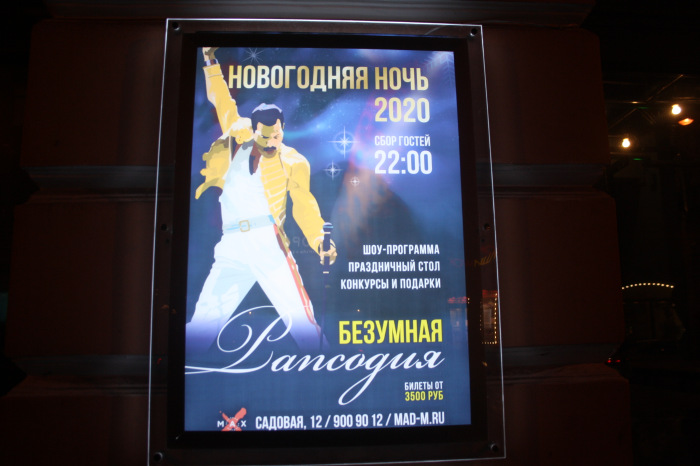 НОВОГОДНЯЯ НОЧЬ
2020
СБОР ГОСТЕЙ
22:00
ШОУ-ПРОГРАММА
ПРАЗДНИЧНЫЙ СТОЛ
КОНКУРСЫ И ПОДАРКИ
БЕЗУМНАЯ
Рапсодия
БИЛЕТЫ ОТ
3500 РУБ
MAX САДОВАЯ, 12 / 900 90 12 / MAD-M.RU